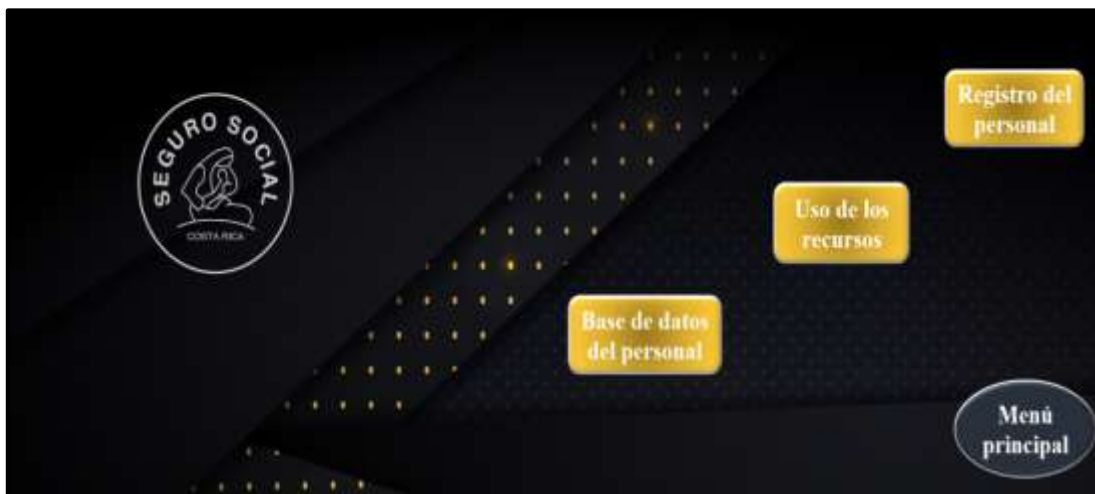 SEGURO SOCIAL
COSTA RICA
Registro del
personal
Uso de los
recursos
Base de datos
del personal
Menú
principal